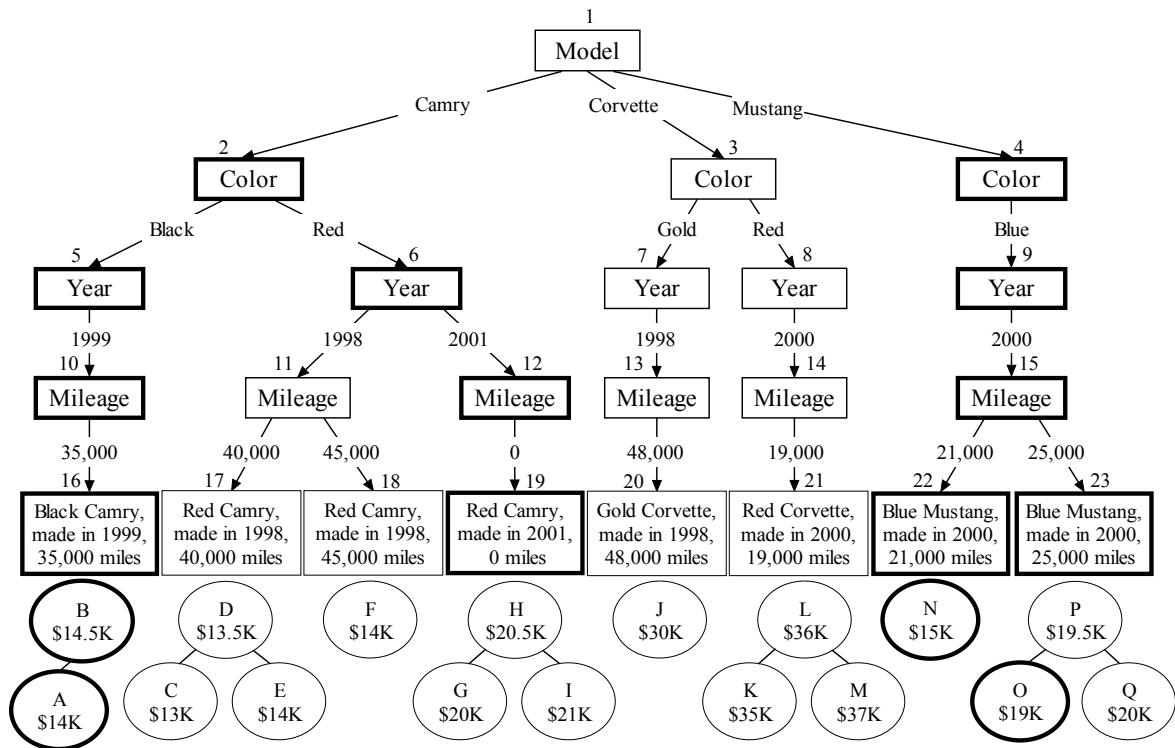 1
Model
Camry Corvette Mustang
2 3 4
Color Color Color
Black Red Gold Red Blue
5 6 7 8 9
Year Year Year Year Year
1999 1998 2001 1998 2000 2000
10 11 12 13 14 15
Mileage Mileage Mileage Mileage Mileage Mileage
35,000 40,000 45,000 0 48,000 19,000 21,000 25,000
16 17 18 19 20 21 22 23
Black Camry,
made in 1999,
35,000 miles
Red Camry,
made in 1998,
40,000 miles
Red Camry,
made in 1998,
45,000 miles
Red Camry,
made in 2001,
0 miles
Gold Corvette,
made in 1998,
48,000 miles
Red Corvette,
made in 2000,
19,000 miles
Blue Mustang,
made in 2000,
21,000 miles
Blue Mustang,
made in 2000,
25,000 miles
B
$14.5K
D
$13.5K
F
$14K
H
$20.5K
J
$30K
L
$36K
N
$15K
P
$19.5K
A
$14K
C
$13K
E
$14K
G
$20K
I
$21K
K
$35K
M
$37K
O
$19K
Q
$20K